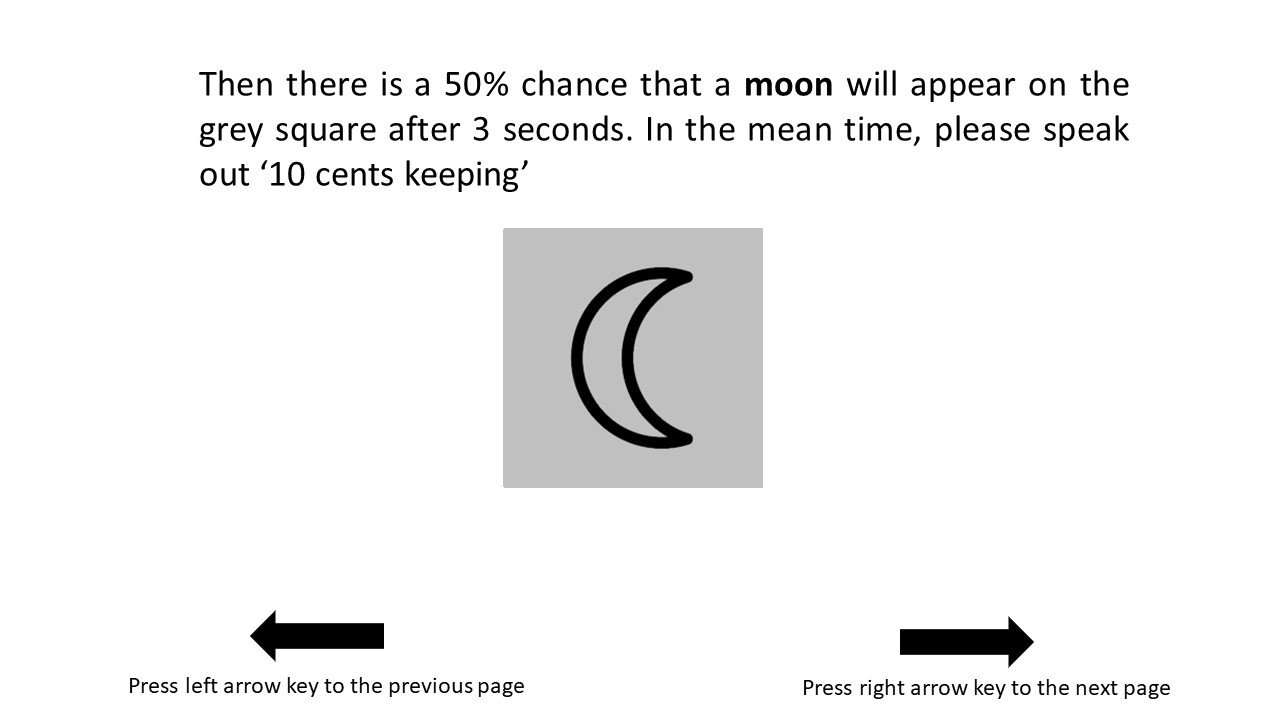 Then there is a 50% chance that a moon will appear on the
grey square after 3 seconds. In the mean time, please speak
out ‘10 cents keeping’
Press left arrow key to the previous page
Press right arrow key to the next page